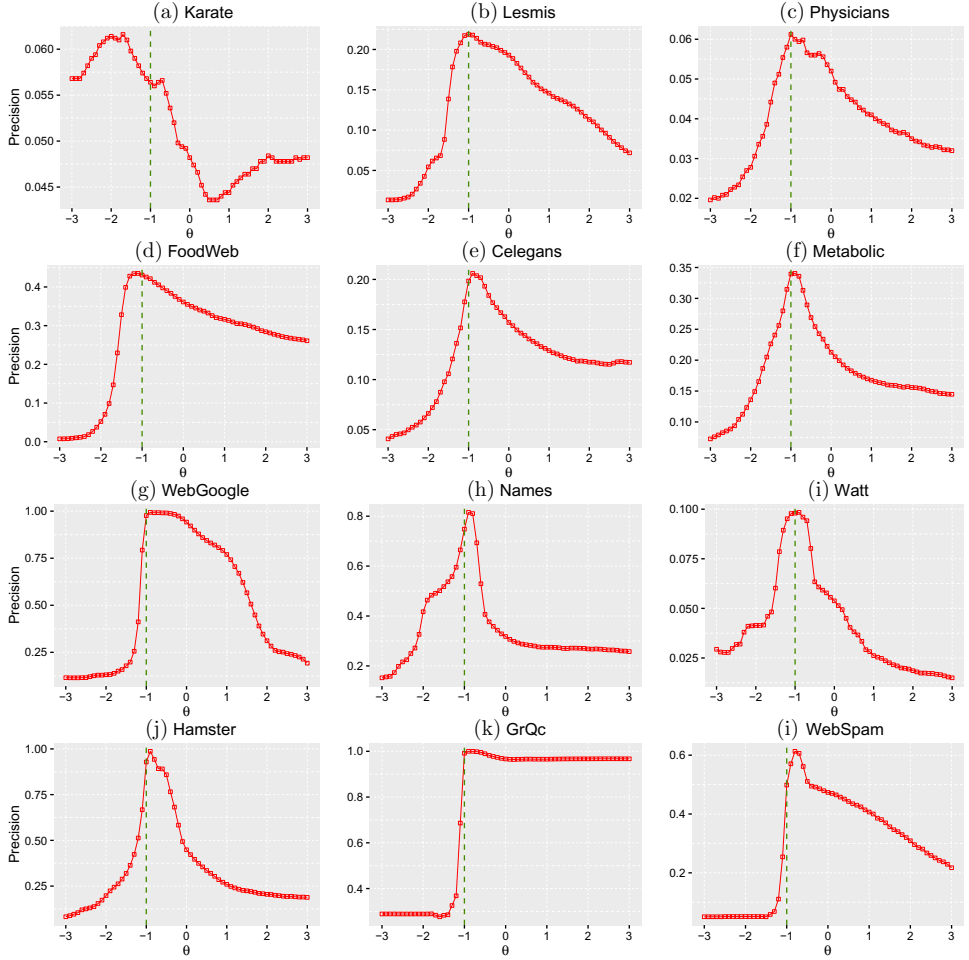 (a) Karate
(b) Lesmis
(c) Physicians
Precision
0.060
0.055
0.050
0.045
−3 −2 −1 0 1 2 3
θ
0.20
0.15
0.10
0.05
−3 −2 −1 0 1 2 3
θ
0.06
0.05
0.04
0.03
0.02
−3 −2 −1 0 1 2 3
θ
(d) FoodWeb
(e) Celegans
(f) Metabolic
Precision
0.4
0.3
0.2
0.1
0.0
−3 −2 −1 0 1 2 3
θ
0.20
0.15
0.10
0.05
−3 −2 −1 0 1 2 3
θ
0.35
0.30
0.25
0.20
0.15
0.10
−3 −2 −1 0 1 2 3
θ
(g) WebGoogle
(h) Names
(i) Watt
Precision
1.00
0.75
0.50
0.25
−3 −2 −1 0 1 2 3
θ
0.8
0.6
0.4
0.2
−3 −2 −1 0 1 2 3
θ
0.100
0.075
0.050
0.025
−3 −2 −1 0 1 2 3
θ
(j) Hamster
(k) GrQc
(i) WebSpam
Precision
1.00
0.75
0.50
0.25
−3 −2 −1 0 1 2 3
θ
1.0
0.8
0.6
0.4
−3 −2 −1 0 1 2 3
θ
0.6
0.4
0.2
−3 −2 −1 0 1 2 3
θ